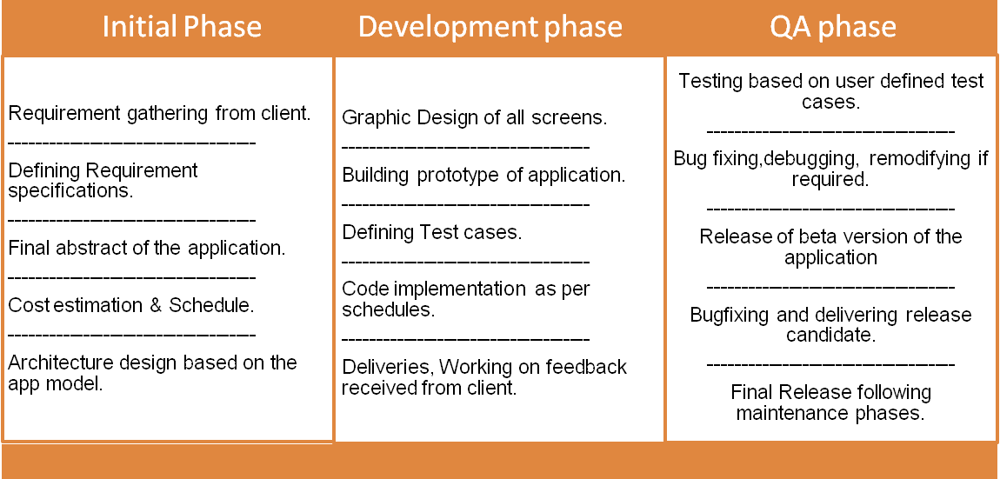 Initial Phase
Development phase
QA phase
Requirement gathering from client.
------------------------------------
Defining Requirement
specifications.
------------------------------------
Final abstract of the application.
------------------------------------
Cost estimation & Schedule.
------------------------------------
Architecture design based on the
app model.
Graphic Design of all screens.
------------------------------------
Building prototype of application.
------------------------------------
Defining Test cases.
------------------------------------
Code implementation as per
schedules.
------------------------------------
Deliveries, Working on feedback
received from client.
Testing based on user defined test
cases.
------------------------------------
Bug fixing,debugging, remodifying if
required.
------------------------------------
Release of beta version of the
application
------------------------------------
Bugfixing and delivering release
candidate.
------------------------------------
Final Release following
maintenance phases.